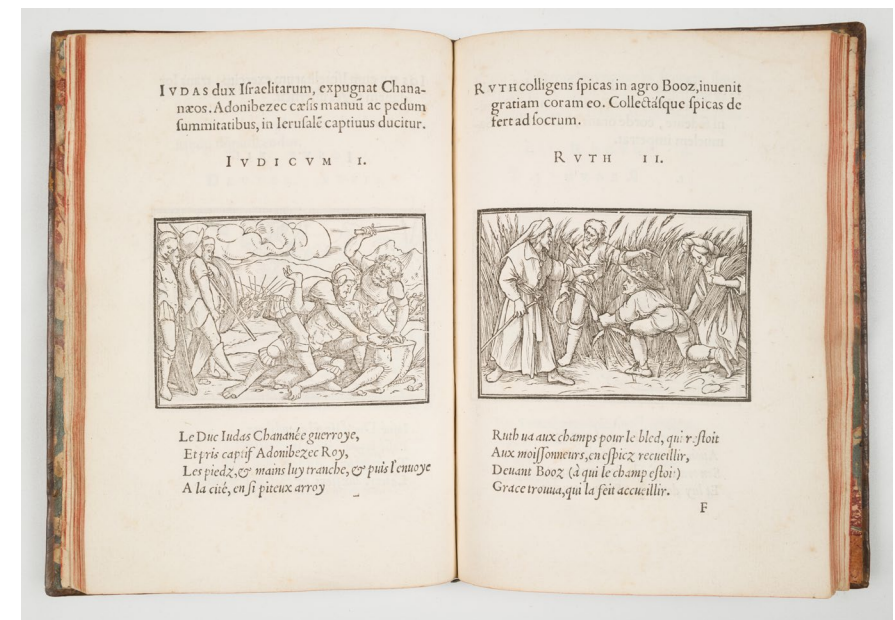 IVDAS dux Iſraelitarum, expugnat Chana-
næos. Adonibezec cæſis manuū ac pedum
ſummitatibus, in Ieruſalē captiuus ducitur.
IVDICVM I.
Le Duc Iudas Chananée guerroye,
Et pris captif Adonibezec Roy,
Les piedz, & mains luy tranche, & puis l'enuoye
A la cité, en ſi piteux arroy
RVTH colligens ſpicas in agro Booz, inuenit
gratiam coram eo. Collectáſque ſpicas de
fert ad ſocrum.
RVTH II.
Ruth ua aux champs pour le bled, qui reſtoit
Aux moiſſonneurs, en eſpicz recueillir,
Deuant Booz (à qui le champ eſtoit)
Grace trouua, qui la feit accueillir.
F